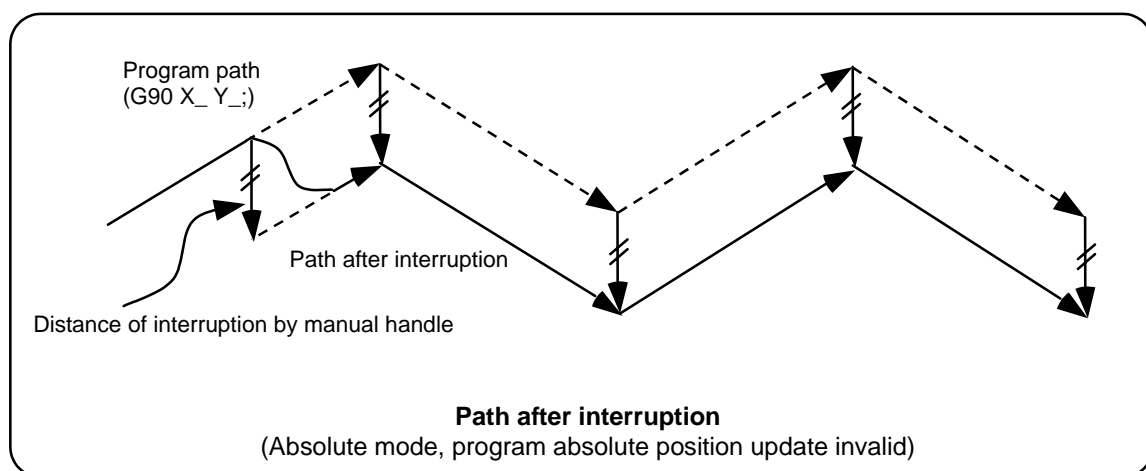 Program path
(G90 X_ Y_;)
Path after interruption
Distance of interruption by manual handle
Path after interruption
(Absolute mode, program absolute position update invalid)